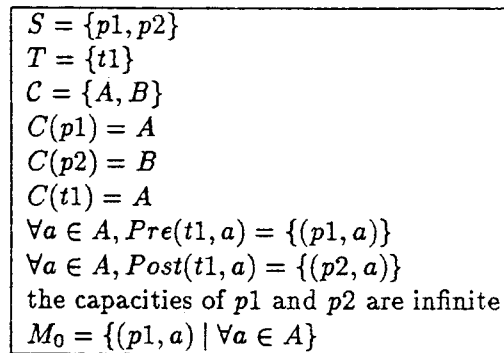 S = {p1, p2}
T = {t1}
𝒞 = {A, B}
C(p1) = A
C(p2) = B
C(t1) = A
∀a ∈ A, Pre(t1, a) = {(p1, a)}
∀a ∈ A, Post(t1, a) = {(p2, a)}
the capacities of p1 and p2 are infinite
M₀ = {(p1, a) | ∀a ∈ A}